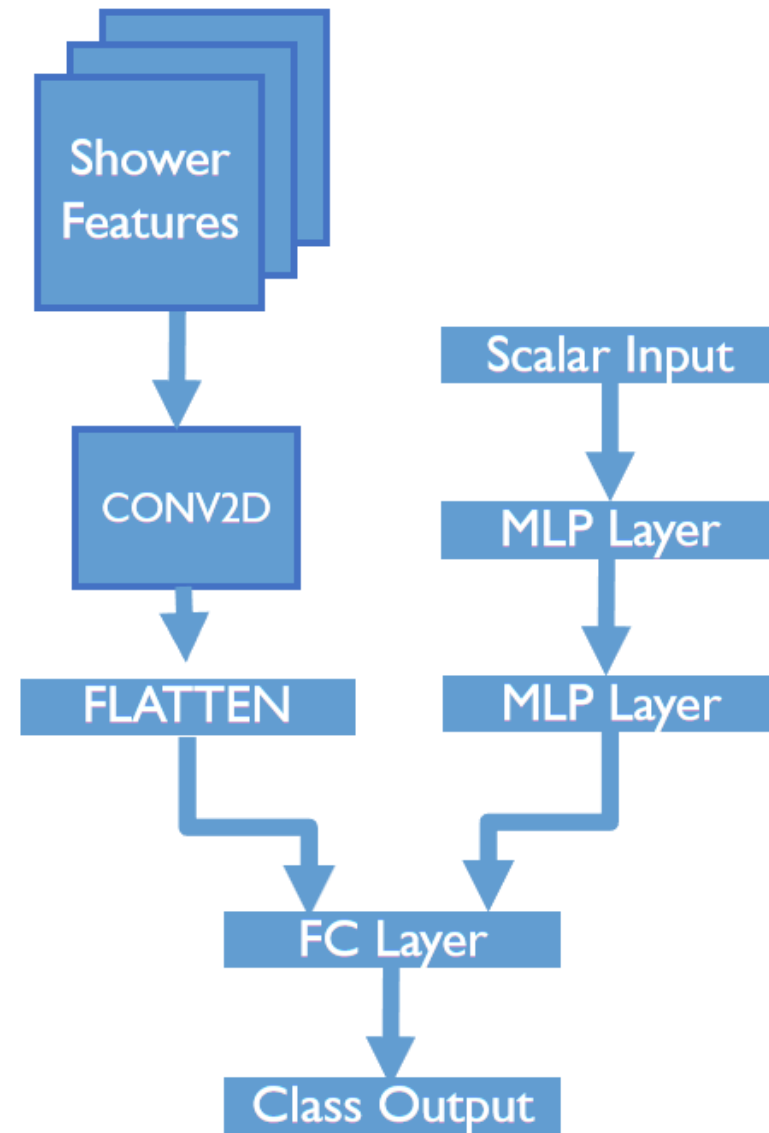 Shower
Features
Scalar Input
CONV2D
MLP Layer
FLATTEN
MLP Layer
FC Layer
Class Output